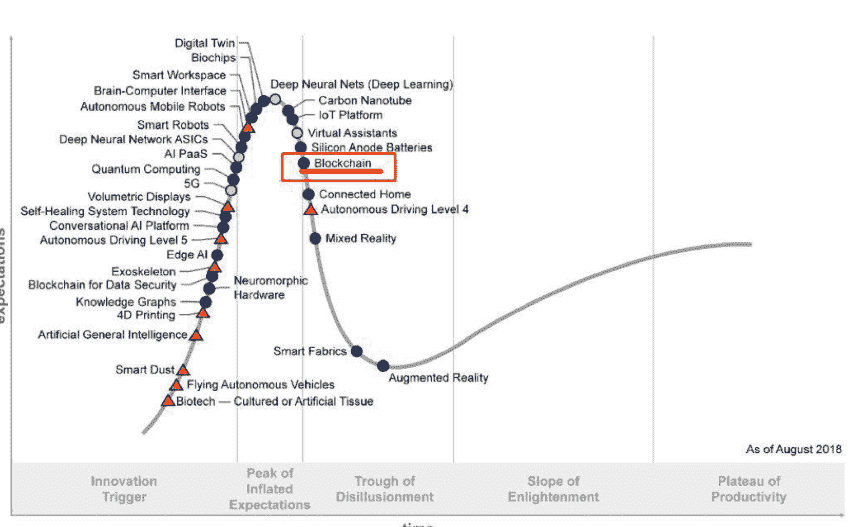 Digital Twin
Biochips
Smart Workspace
Brain-Computer Interface
Autonomous Mobile Robots
Smart Robots
Deep Neural Network ASICs
AI PaaS
Quantum Computing
5G
Volumetric Displays
Self-Healing System Technology
Conversational AI Platform
Autonomous Driving Level 5
Edge AI
Exoskeleton
Blockchain for Data Security
Neuromorphic
Hardware
Knowledge Graphs
4D Printing
Artificial General Intelligence
Smart Dust
Flying Autonomous Vehicles
Biotech — Cultured or Artificial Tissue
Deep Neural Nets (Deep Learning)
Carbon Nanotube
IoT Platform
Virtual Assistants
Silicon Anode Batteries
Blockchain
Connected Home
Autonomous Driving Level 4
Mixed Reality
Smart Fabrics
Augmented Reality
As of August 2018
expectations
Innovation
Trigger
Peak of
Inflated
Expectations
Trough of
Disillusionment
Slope of
Enlightenment
Plateau of
Productivity
time